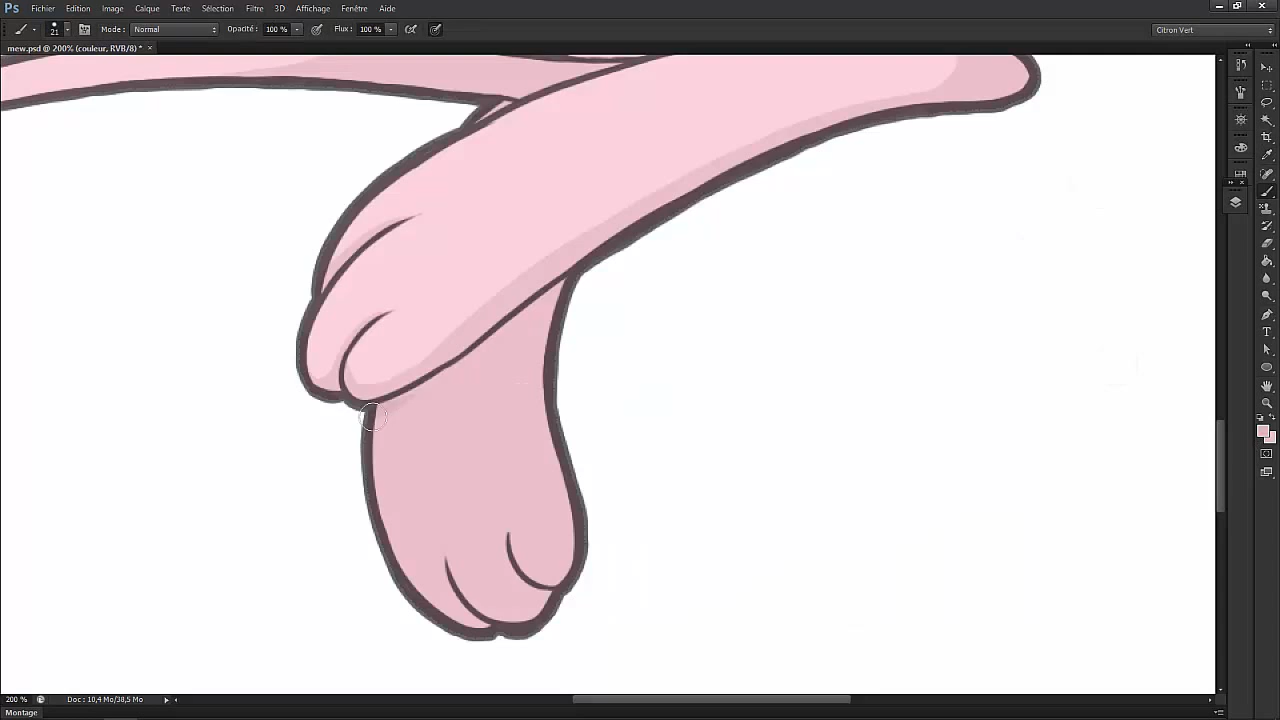 Ps Fichier Edition Image Calque Texte Sélection Filtre 3D Affichage Fenêtre Aide
21 Mode : Normal Opacité : 100 % Flux : 100 % Citron Vert
mew.psd @ 200% (couleur, RVB/8) * ×
200 % Doc : 10,4 Mo/38,5 Mo
Montage